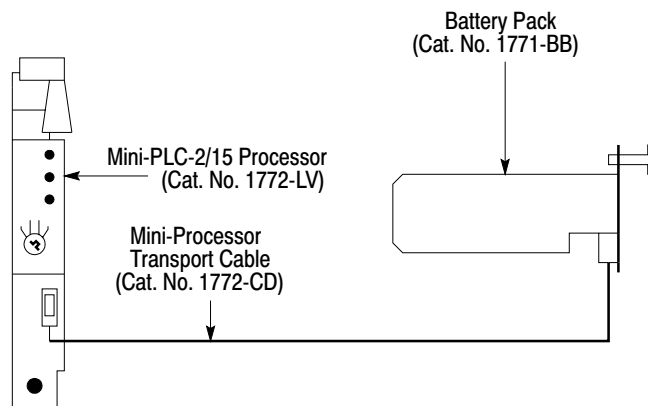 Battery Pack
(Cat. No. 1771-BB)
Mini-PLC-2/15 Processor
(Cat. No. 1772-LV)
Mini-Processor
Transport Cable
(Cat. No. 1772-CD)